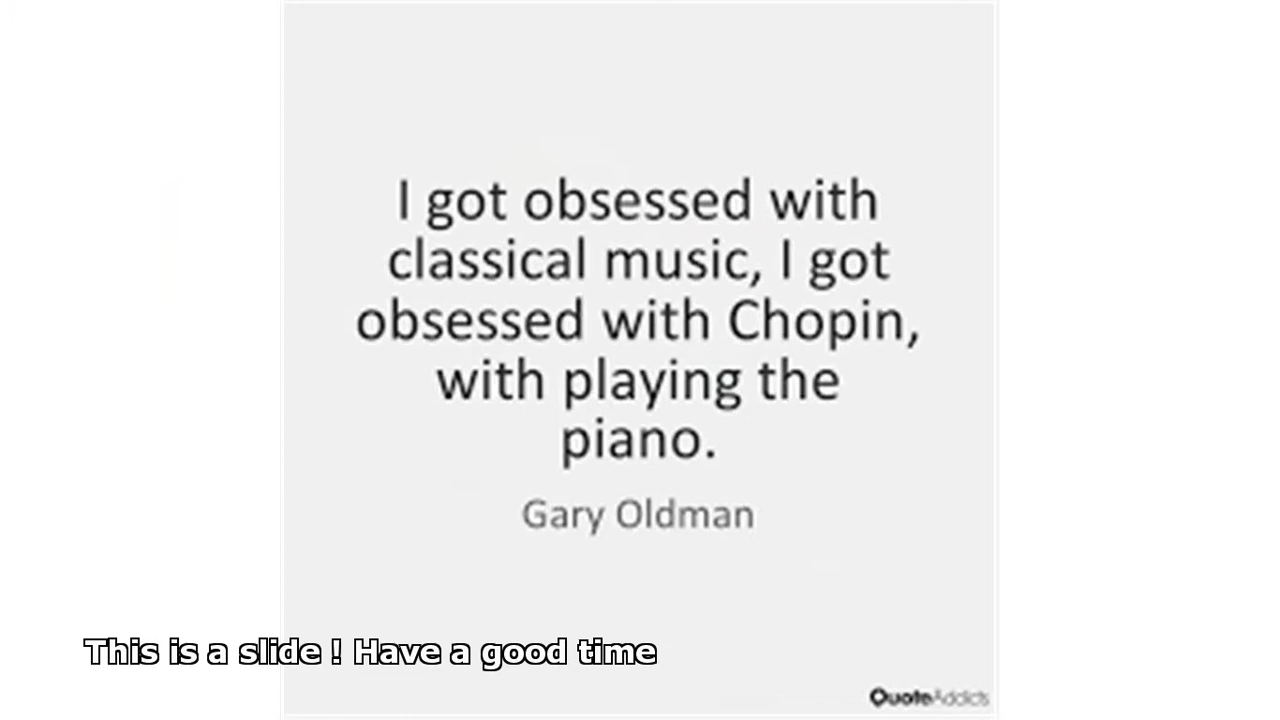 I got obsessed with
classical music, I got
obsessed with Chopin,
with playing the
piano.
Gary Oldman
This is a slide ! Have a good time
QuoteAddicts